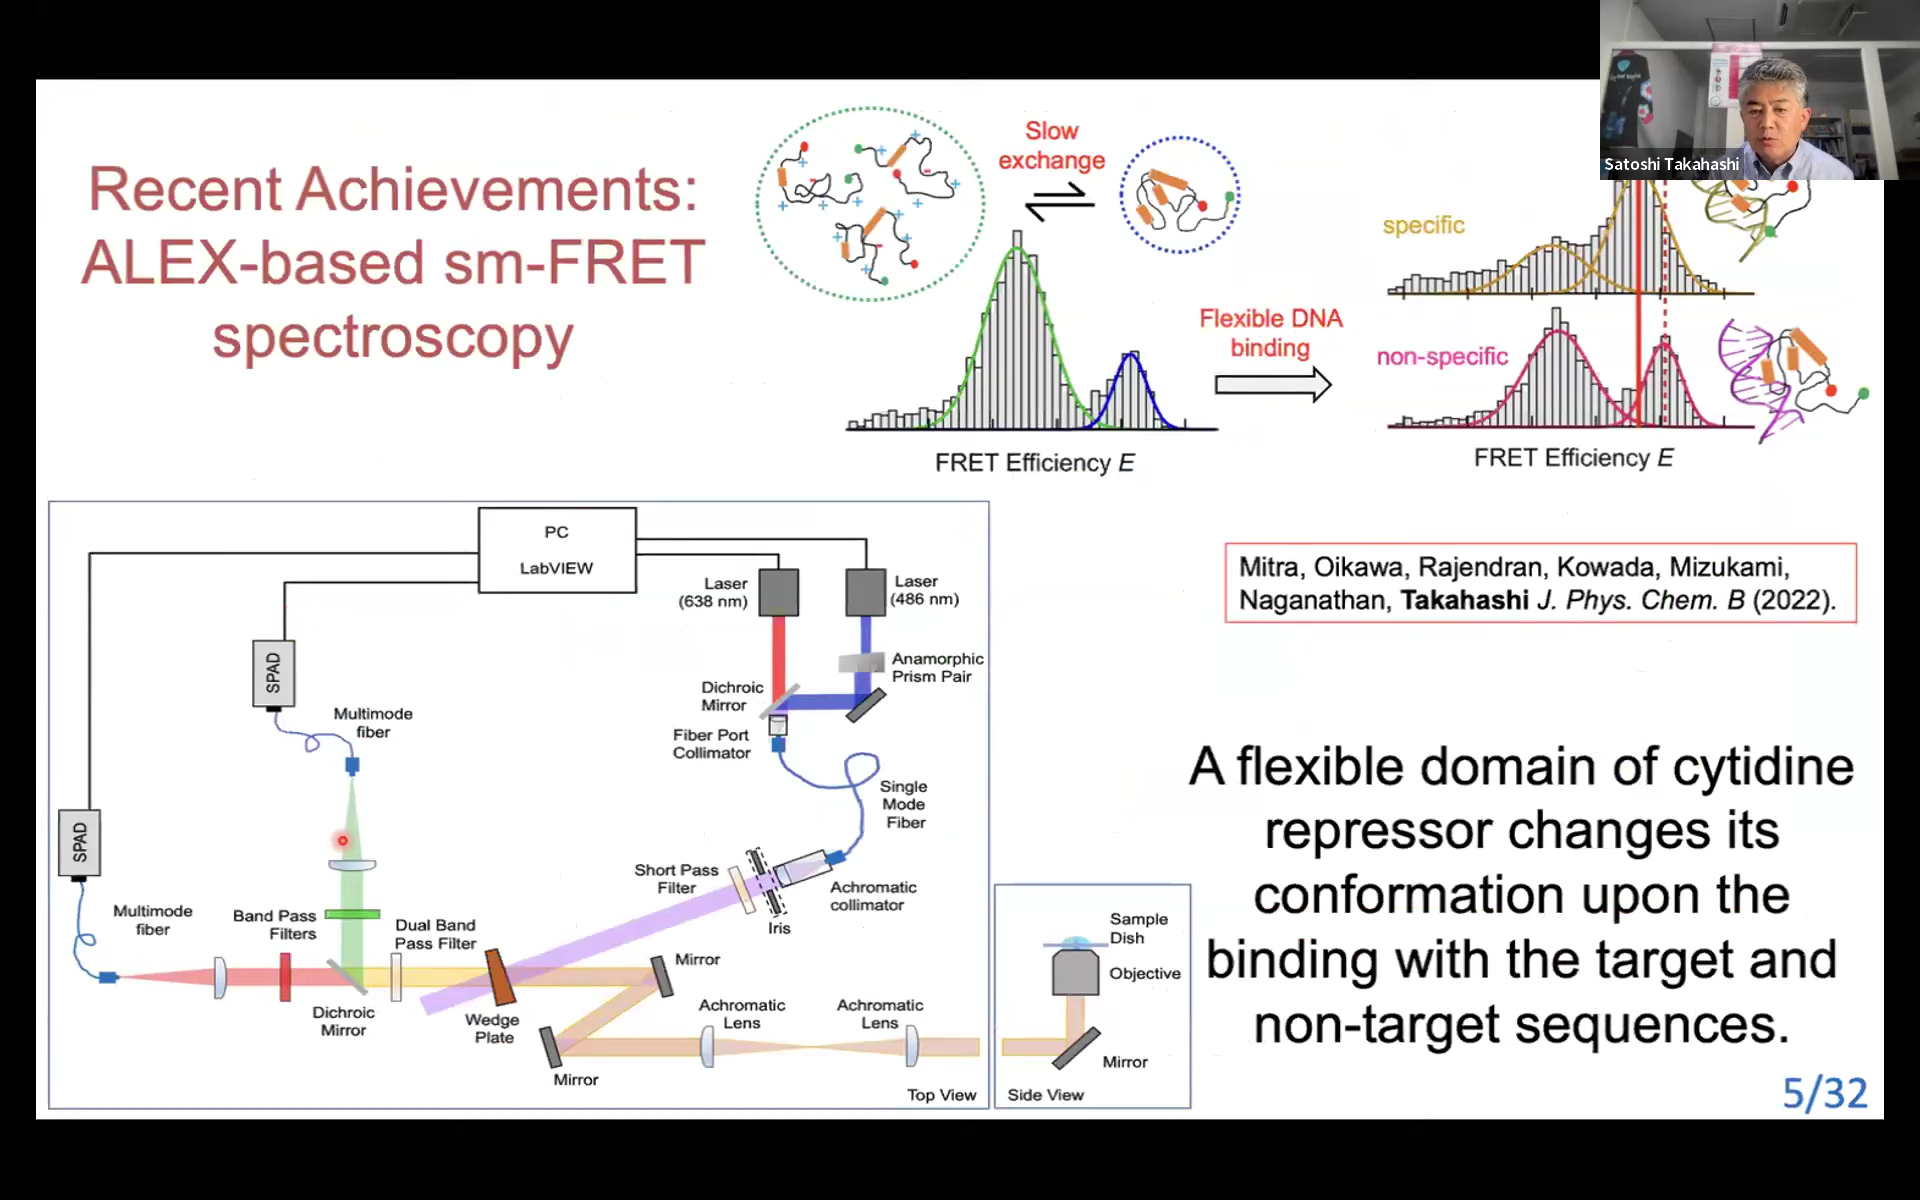 Satoshi Takahashi
Recent Achievements:
ALEX-based sm-FRET
spectroscopy
Slow
exchange
FRET Efficiency E
Flexible DNA
binding
specific
non-specific
FRET Efficiency E
PC
LabVIEW
Laser
(638 nm)
Laser
(486 nm)
SPAD
Multimode
fiber
Dichroic
Mirror
Anamorphic
Prism Pair
Fiber Port
Collimator
Single
Mode
Fiber
SPAD
Multimode
fiber
Band Pass
Filters
Dual Band
Pass Filter
Short Pass
Filter
Achromatic
collimator
Iris
Dichroic
Mirror
Wedge
Plate
Mirror
Mirror
Achromatic
Lens
Achromatic
Lens
Top View
Sample
Dish
Objective
Mirror
Side View
Mitra, Oikawa, Rajendran, Kowada, Mizukami,
Naganathan, Takahashi J. Phys. Chem. B (2022).
A flexible domain of cytidine
repressor changes its
conformation upon the
binding with the target and
non-target sequences.
5/32